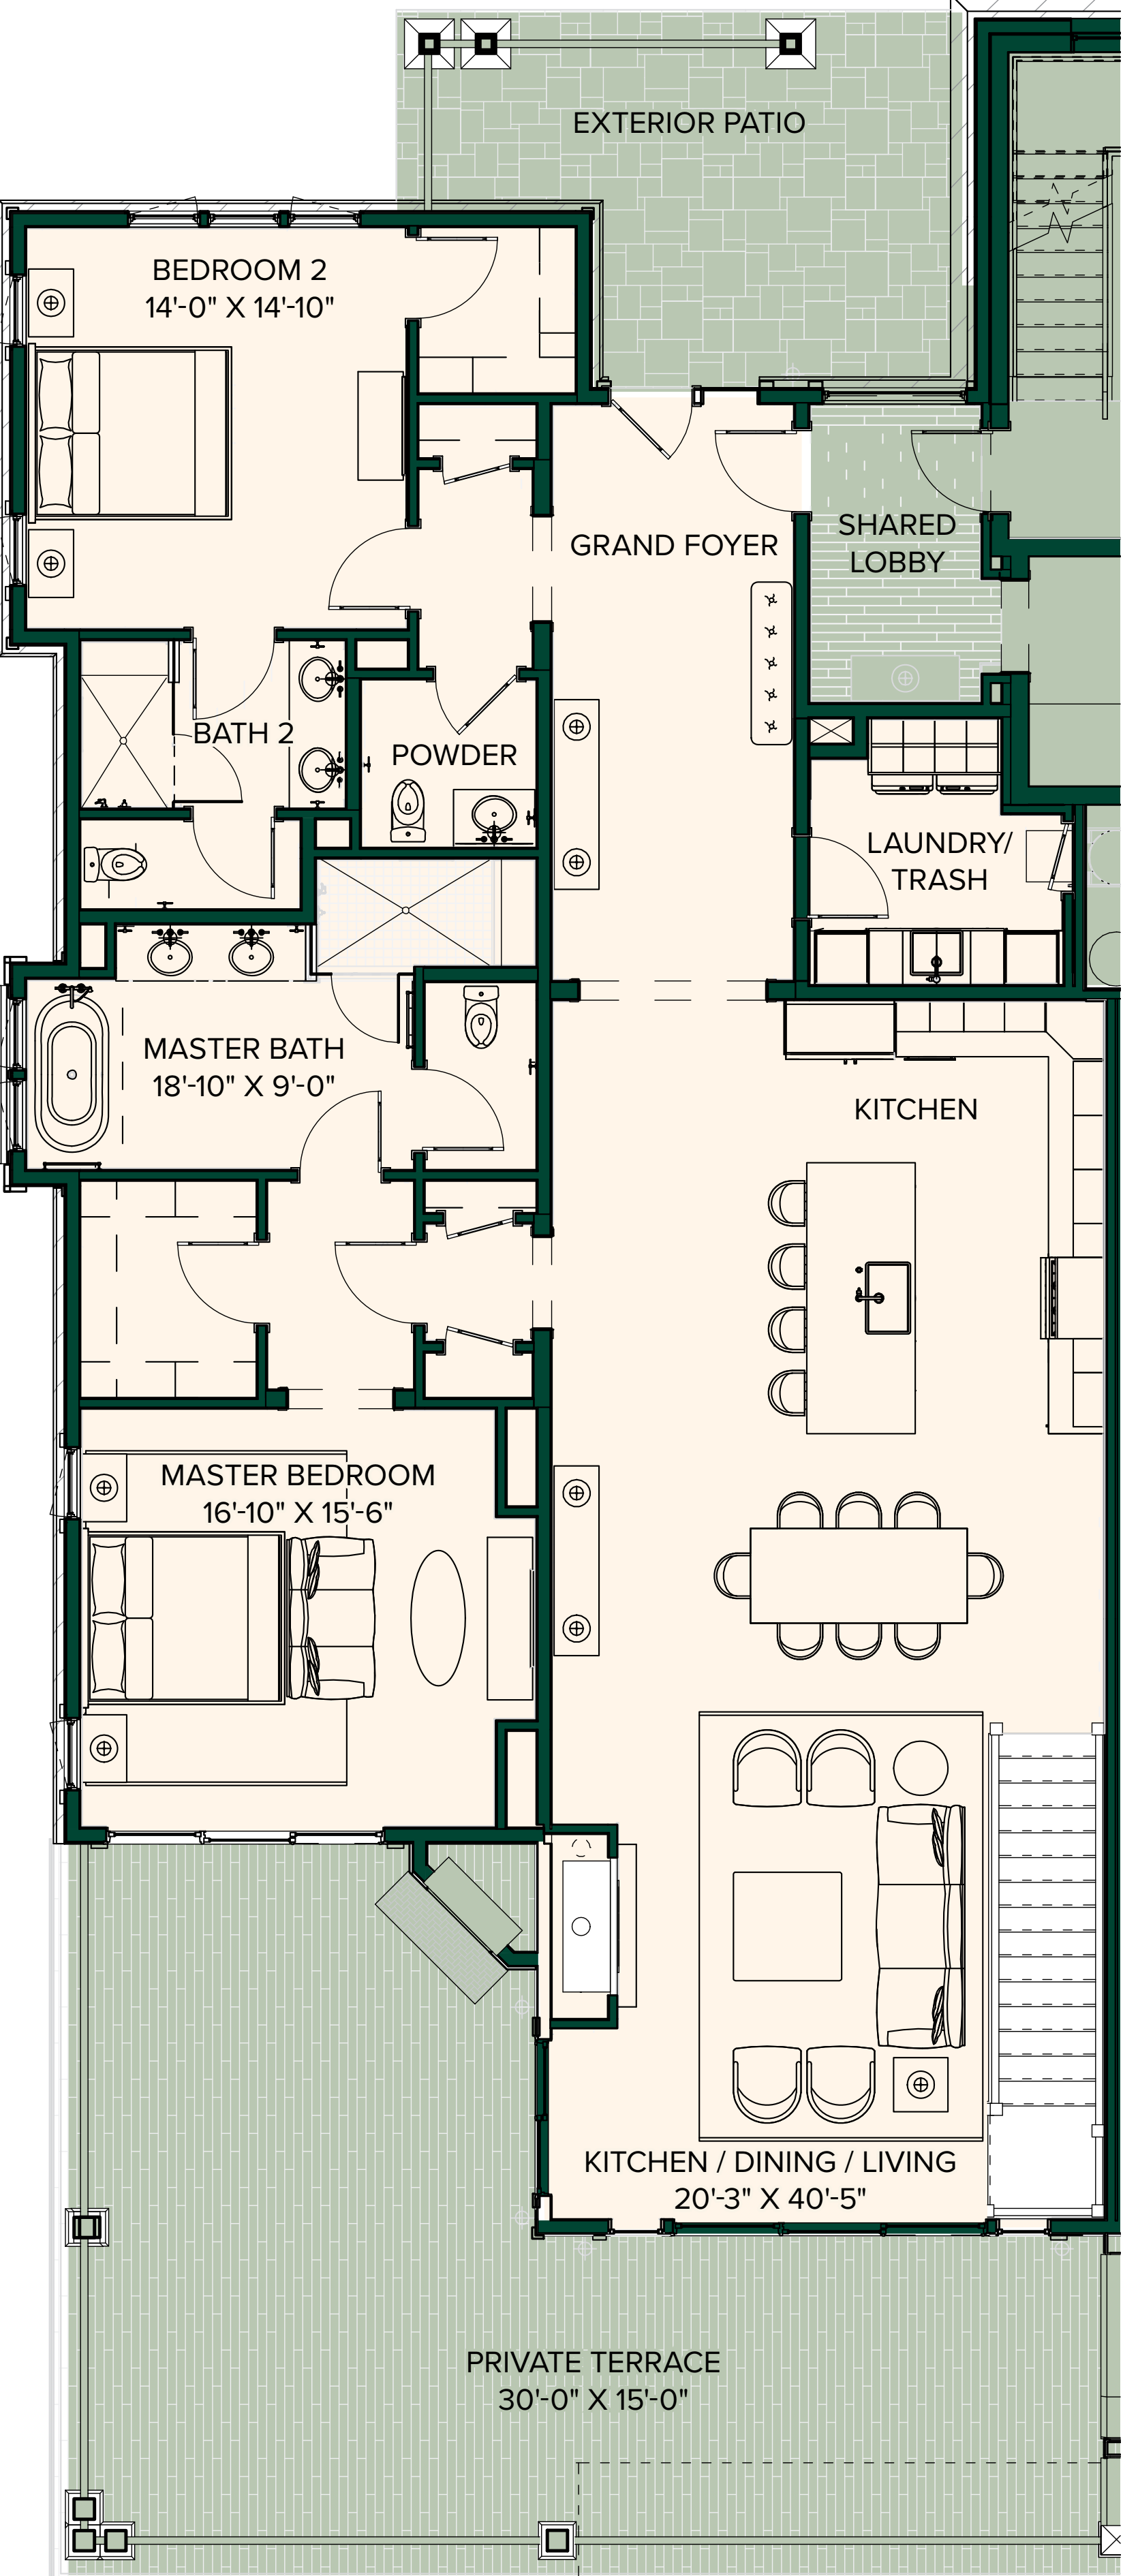 EXTERIOR PATIO
BEDROOM 2
14'-0" X 14'-10"
GRAND FOYER
SHARED
LOBBY
BATH 2
POWDER
LAUNDRY/
TRASH
MASTER BATH
18'-10" X 9'-0"
KITCHEN
MASTER BEDROOM
16'-10" X 15'-6"
KITCHEN / DINING / LIVING
20'-3" X 40'-5"
PRIVATE TERRACE
30'-0" X 15'-0"